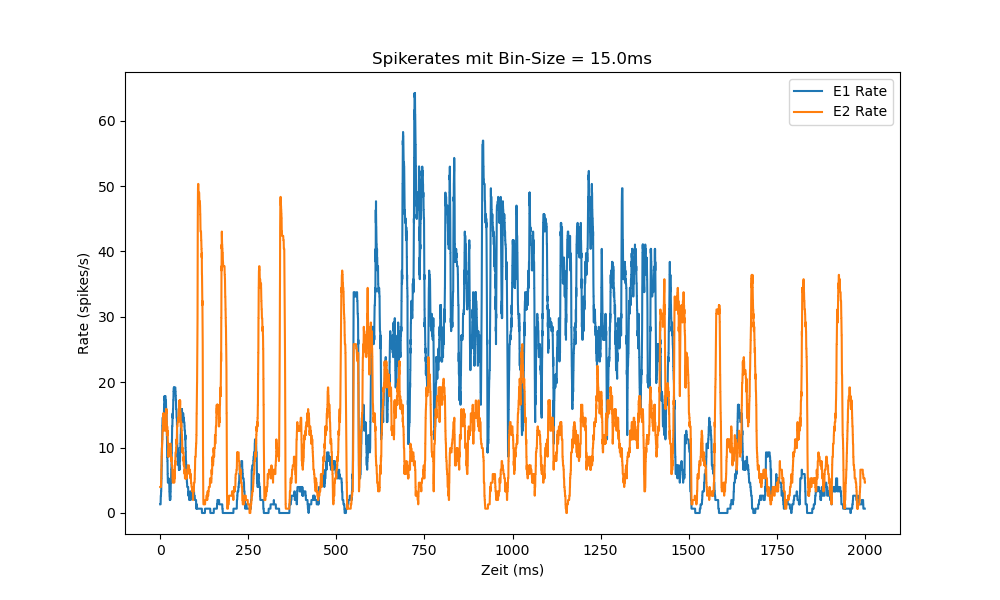 Spikerates mit Bin-Size = 15.0ms
E1 Rate
E2 Rate
Rate (spikes/s)
60
50
40
30
20
10
0
0 250 500 750 1000 1250 1500 1750 2000
Zeit (ms)